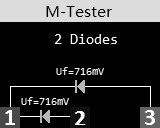 M-Tester
2 Diodes
Uf=716mV
Uf=716mV
1 2 3